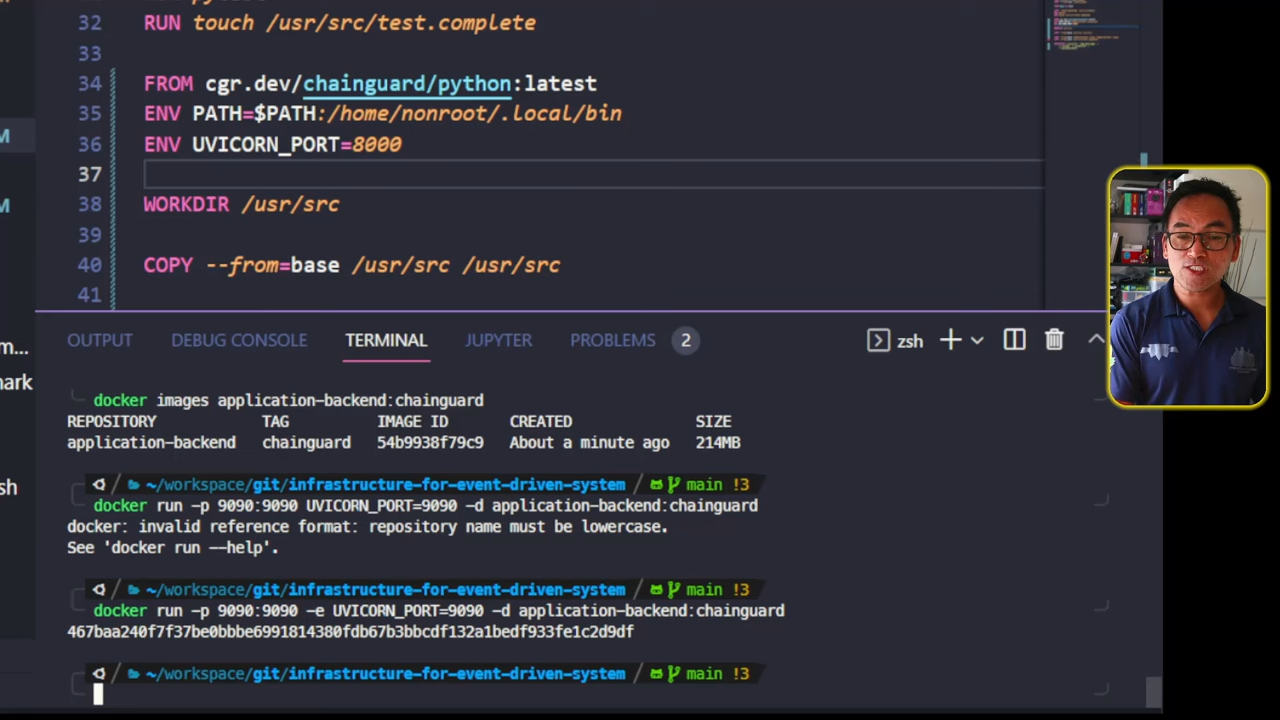 32 RUN touch /usr/src/test.complete
33
34 FROM cgr.dev/chainguard/python:latest
35 ENV PATH=$PATH:/home/nonroot/.local/bin
36 ENV UVICORN_PORT=8000
37
38 WORKDIR /usr/src
39
40 COPY --from=base /usr/src /usr/src
41
M
M
m...
nark
sh
OUTPUT DEBUG CONSOLE TERMINAL JUPYTER PROBLEMS 2 zsh
docker images application-backend:chainguard
REPOSITORY TAG IMAGE ID CREATED SIZE
application-backend chainguard 54b9938f79c9 About a minute ago 214MB
~/workspace/git/infrastructure-for-event-driven-system main !3
docker run -p 9090:9090 UVICORN_PORT=9090 -d application-backend:chainguard
docker: invalid reference format: repository name must be lowercase.
See 'docker run --help'.
~/workspace/git/infrastructure-for-event-driven-system main !3
docker run -p 9090:9090 -e UVICORN_PORT=9090 -d application-backend:chainguard
467baa240f7f37be0bbbe6991814380fdb67b3bbcdf132a1bedf933fe1c2d9df
~/workspace/git/infrastructure-for-event-driven-system main !3